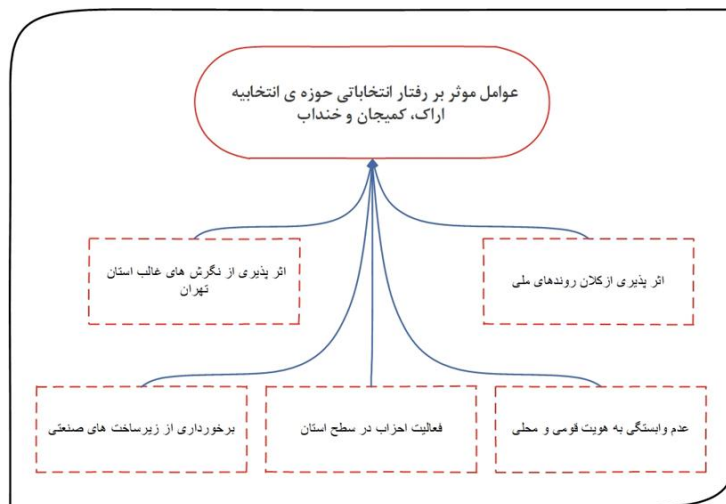 عوامل موثر بر رفتار انتخاباتی حوزه ی انتخابیه
اراک، کمیجان و خنداب
اثر پذیری ازکلان روندهای ملی
اثر پذیری از نگرش های غالب استان
تهران
عدم وابستگی به هویت قومی و محلی
فعالیت احزاب در سطح استان
برخورداری از زیرساخت های صنعتی